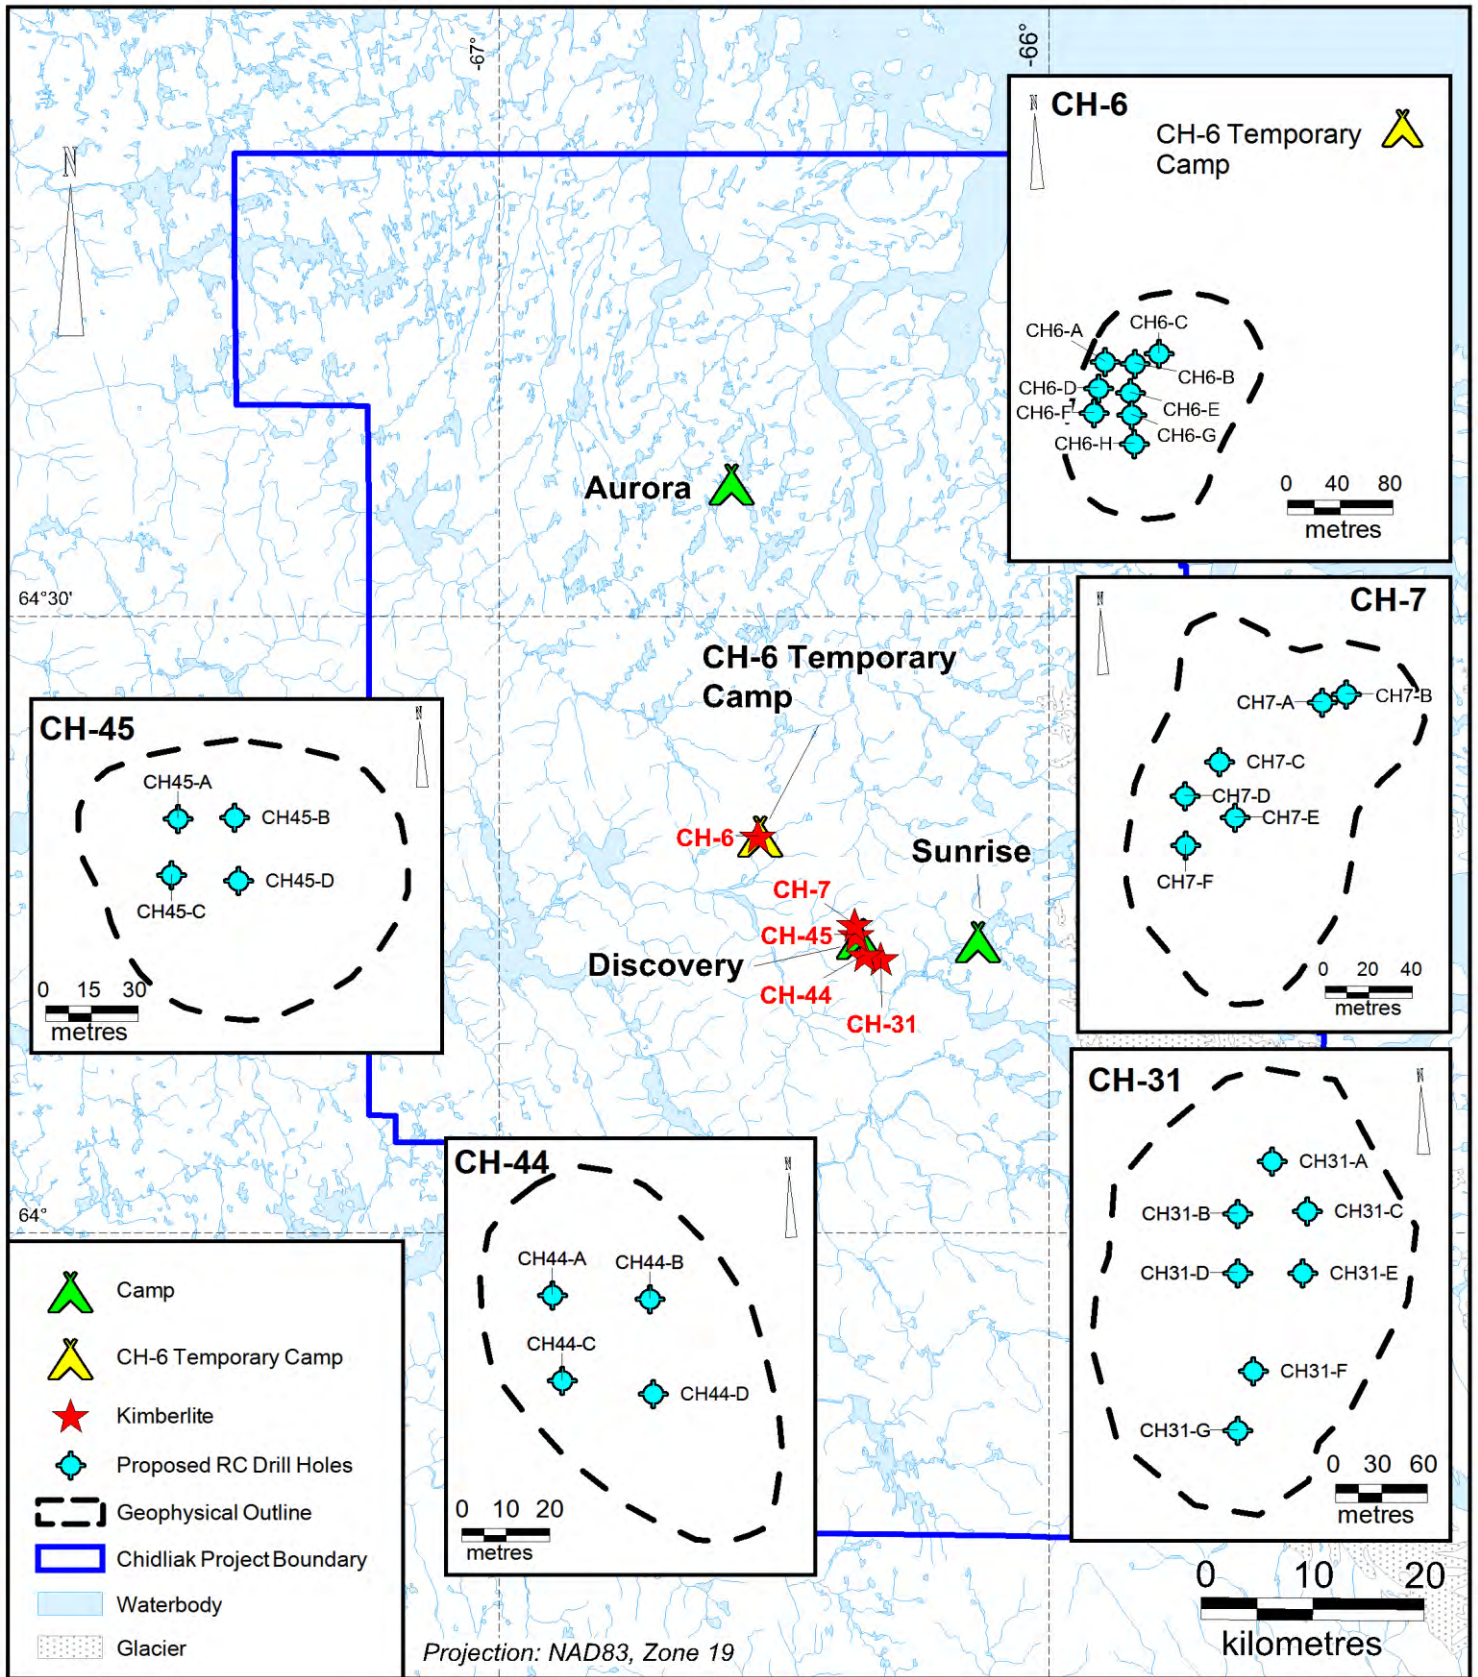 -67°
-66°
N
CH-6
N
CH-6 Temporary
Camp
CH6-A
CH6-C
CH6-B
CH6-D
CH6-E
CH6-F
CH6-G
CH6-H
0 40 80
metres
Aurora
64°30'
CH-7
N
CH7-A
CH7-B
CH7-C
CH7-D
CH7-E
CH7-F
0 20 40
metres
CH-6 Temporary
Camp
CH-45
N
CH45-A
CH45-B
CH45-C
CH45-D
0 15 30
metres
CH-6
Sunrise
CH-7
CH-45
Discovery
CH-44
CH-31
CH-31
N
CH31-A
CH31-B
CH31-C
CH31-D
CH31-E
CH31-F
CH31-G
0 30 60
metres
CH-44
N
CH44-A
CH44-B
CH44-C
CH44-D
0 10 20
metres
64°
Camp
CH-6 Temporary Camp
Kimberlite
Proposed RC Drill Holes
Geophysical Outline
Chidliak Project Boundary
Waterbody
Glacier
Projection: NAD83, Zone 19
0 10 20
kilometres